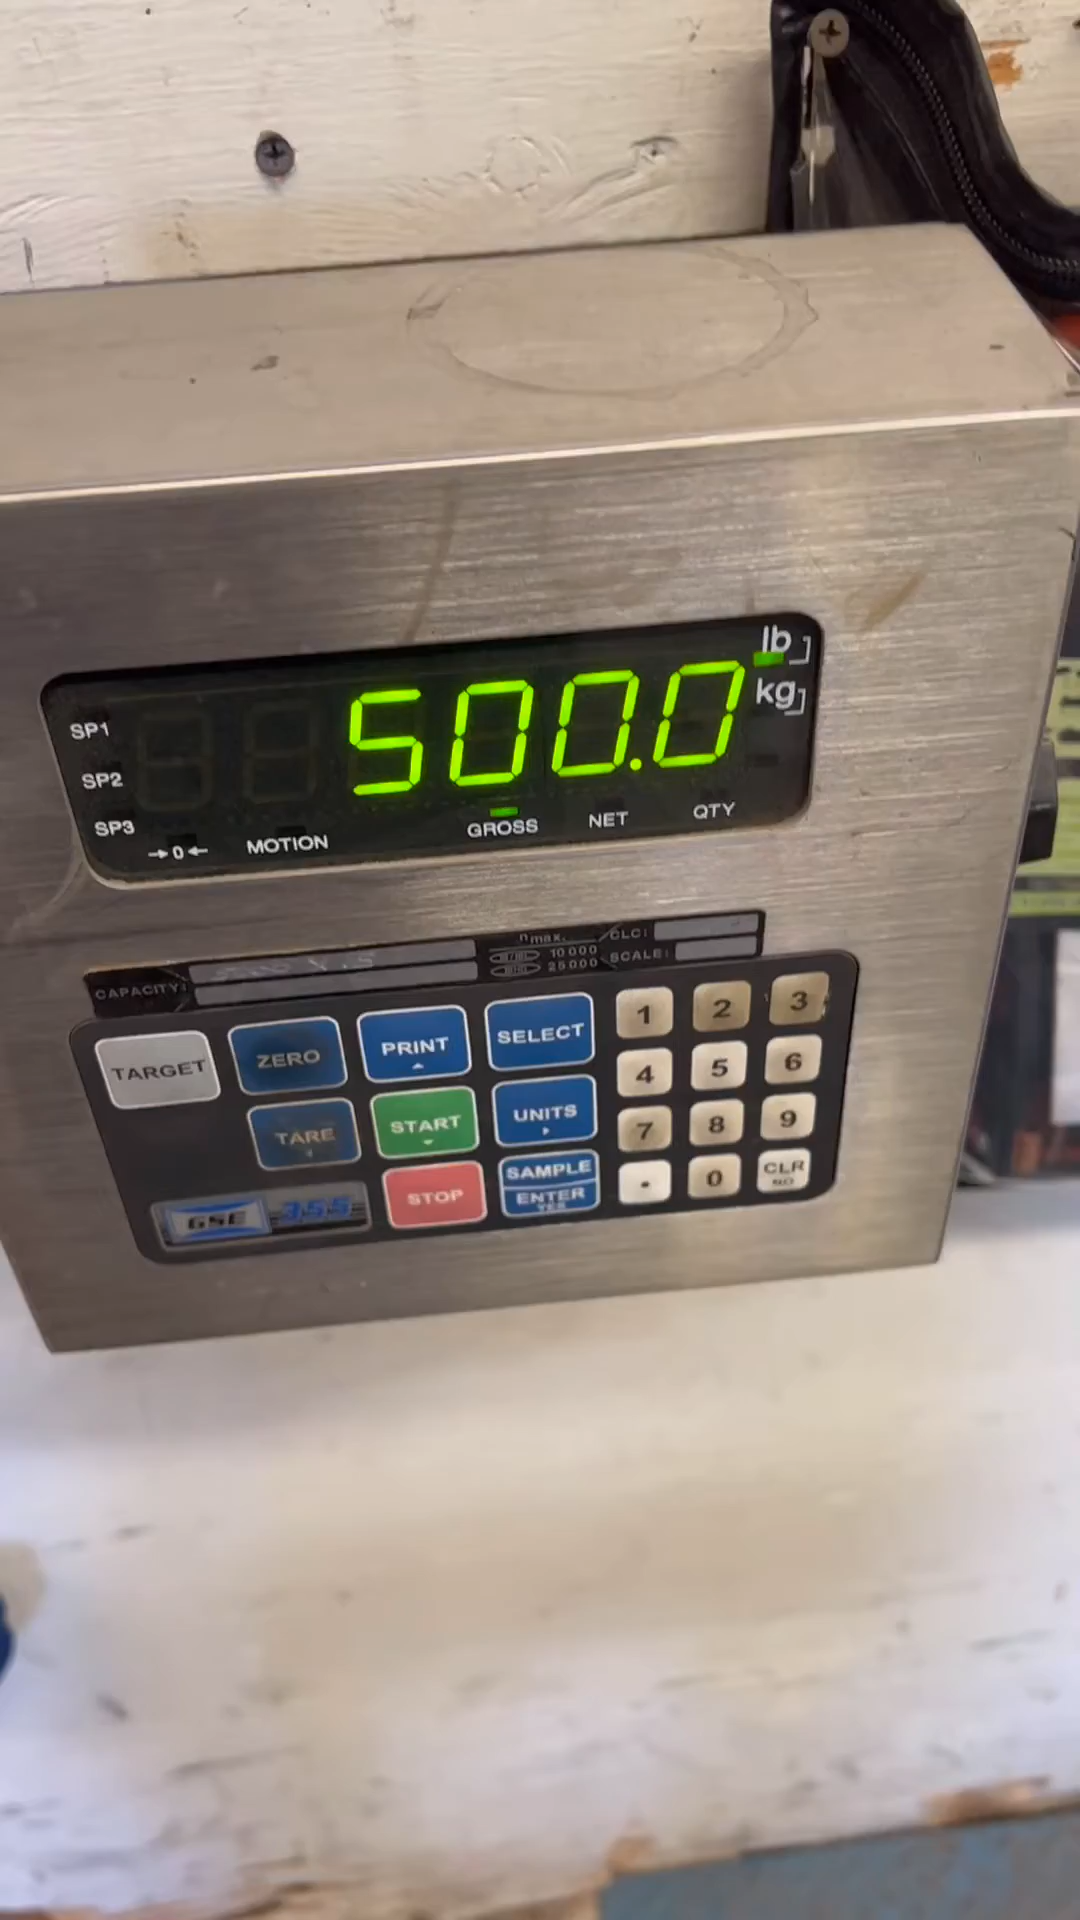 lb
500.0
kg
SP1
SP2
SP3
→0← MOTION GROSS NET QTY
nmax. CLC:
CAPACITY: 10 000 SCALE:
25 000
TARGET ZERO PRINT SELECT 1 2 3
TARE START UNITS 4 5 6
7 8 9
STOP SAMPLE . 0 CLR
ENTER NO
YES
GSE 355